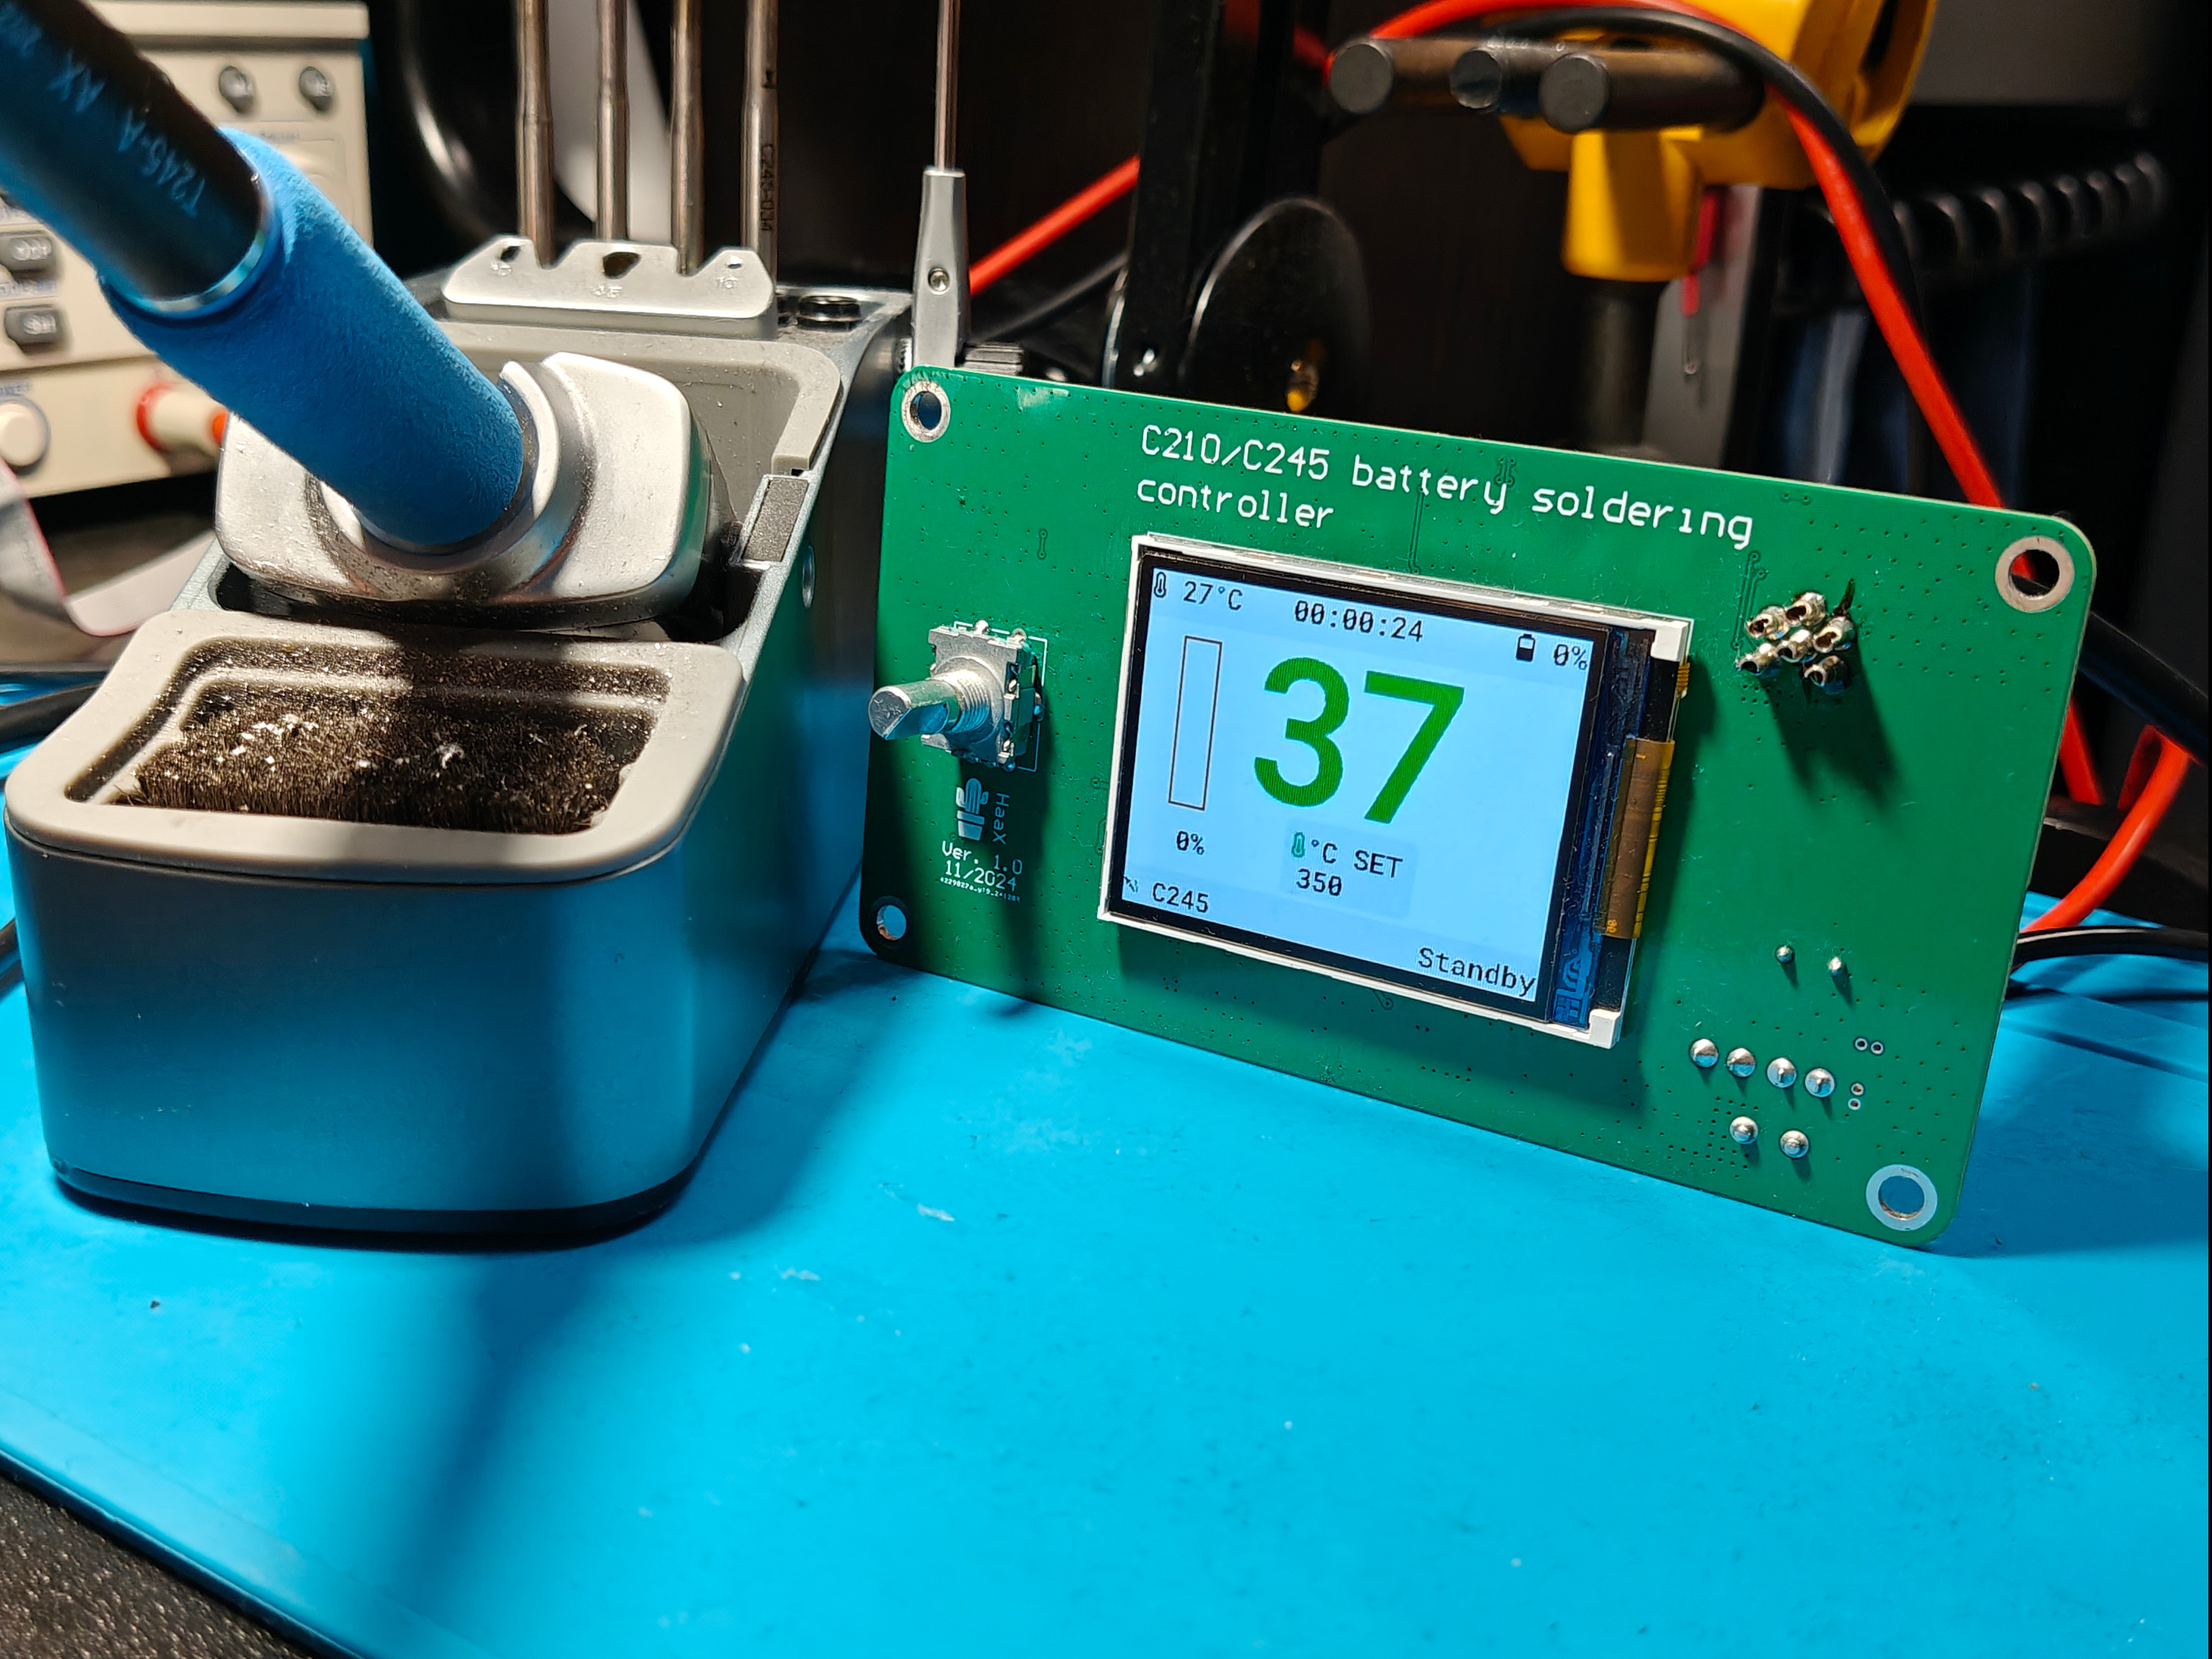 T245-A
C210/C245 battery soldering
controller
27°C
00:00:24
0%
37
0%
°C SET
350
C245
Standby
HaaX
Ver. 1.0
11/2024